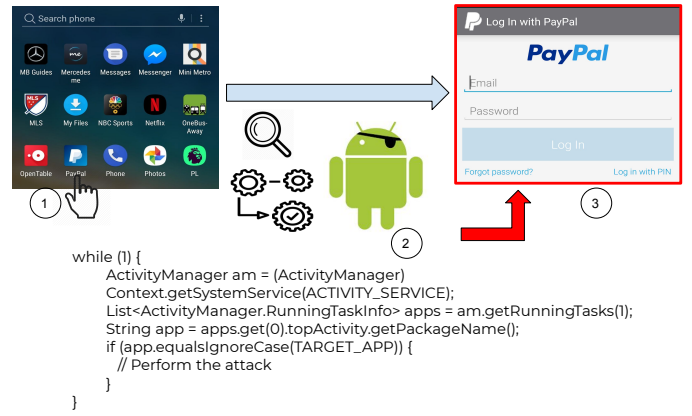 Search phone
MB Guides
Mercedes me
Messages
Messenger
Mini Metro
MLS
My Files
NBC Sports
Netflix
OneBus-
Away
OpenTable
PayPal
Phone
Photos
PL
1
2
Log In with PayPal
PayPal
Email
Password
Log In
Forgot password? Log in with PIN
3
while (1) {
ActivityManager am = (ActivityManager)
Context.getSystemService(ACTIVITY_SERVICE);
List<ActivityManager.RunningTaskInfo> apps = am.getRunningTasks(1);
String app = apps.get(0).topActivity.getPackageName();
if (app.equalsIgnoreCase(TARGET_APP)) {
// Perform the attack
}
}